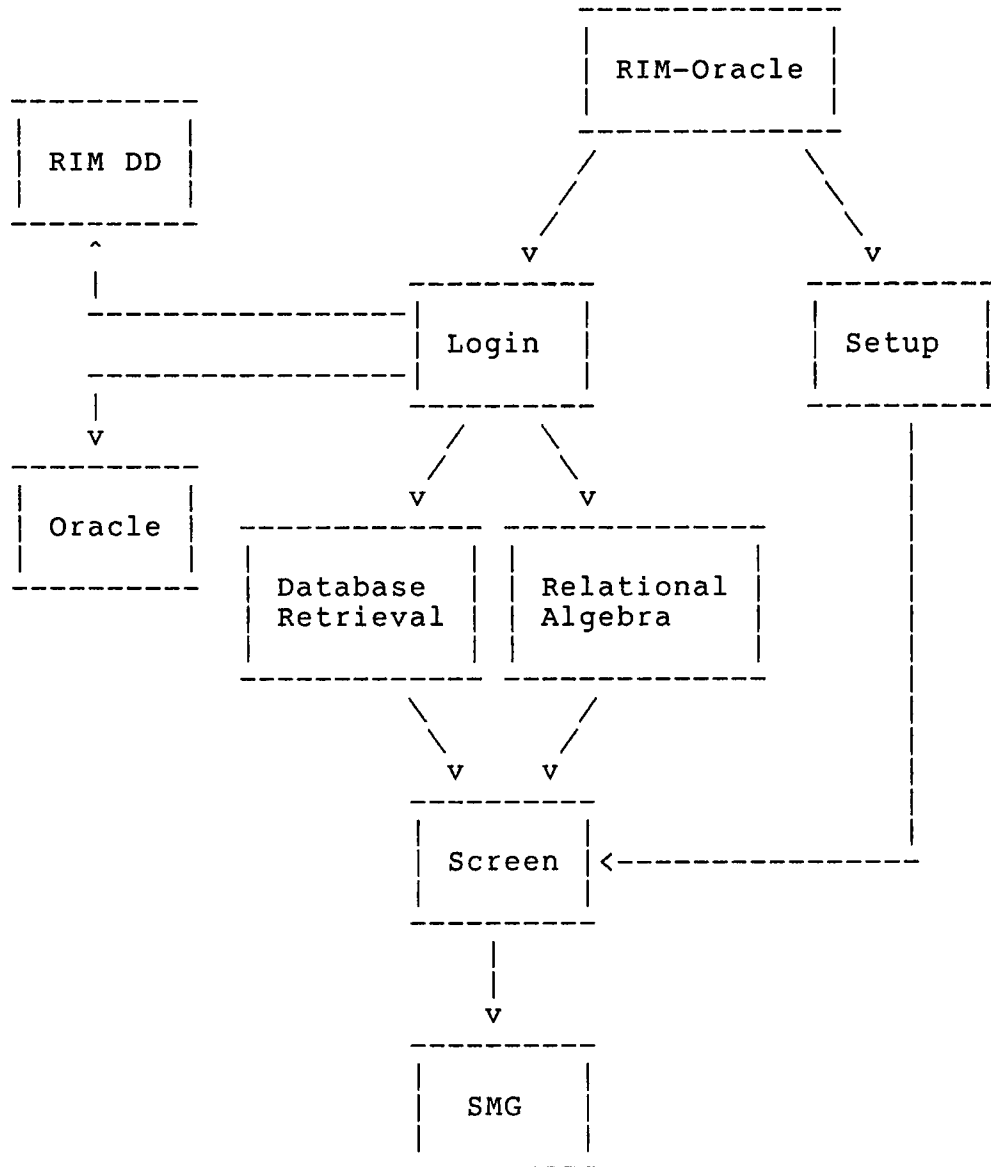 RIM-Oracle
RIM DD
Login
Setup
Oracle
Database
Retrieval
Relational
Algebra
Screen
SMG